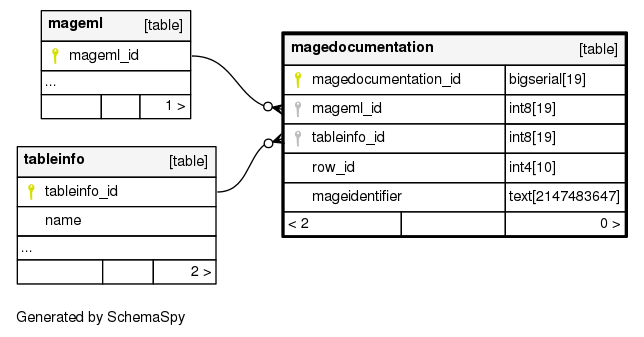 mageml [table]
mageml_id
...
1 >
magedocumentation [table]
magedocumentation_id bigserial[19]
mageml_id int8[19]
tableinfo_id int8[19]
row_id int4[10]
mageidentifier text[2147483647]
< 2 0 >
tableinfo [table]
tableinfo_id
name
...
2 >
Generated by SchemaSpy